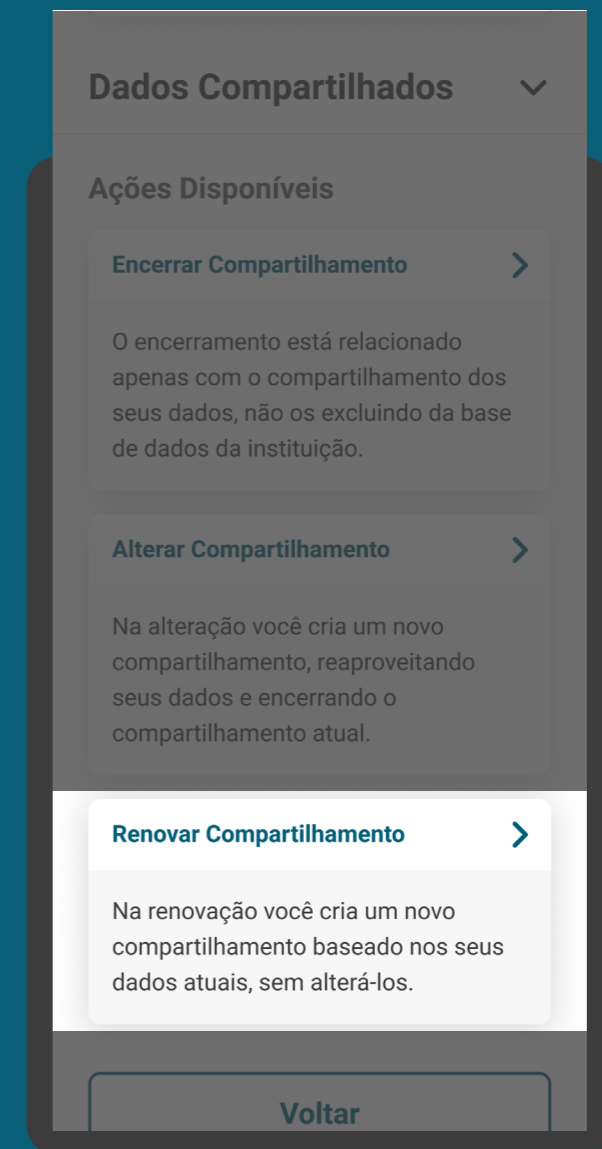 Dados Compartilhados
Ações Disponíveis
Encerrar Compartilhamento
O encerramento está relacionado
apenas com o compartilhamento dos
seus dados, não os excluindo da base
de dados da instituição.
Alterar Compartilhamento
Na alteração você cria um novo
compartilhamento, reaproveitando
seus dados e encerrando o
compartilhamento atual.
Renovar Compartilhamento
Na renovação você cria um novo
compartilhamento baseado nos seus
dados atuais, sem alterá-los.
Voltar